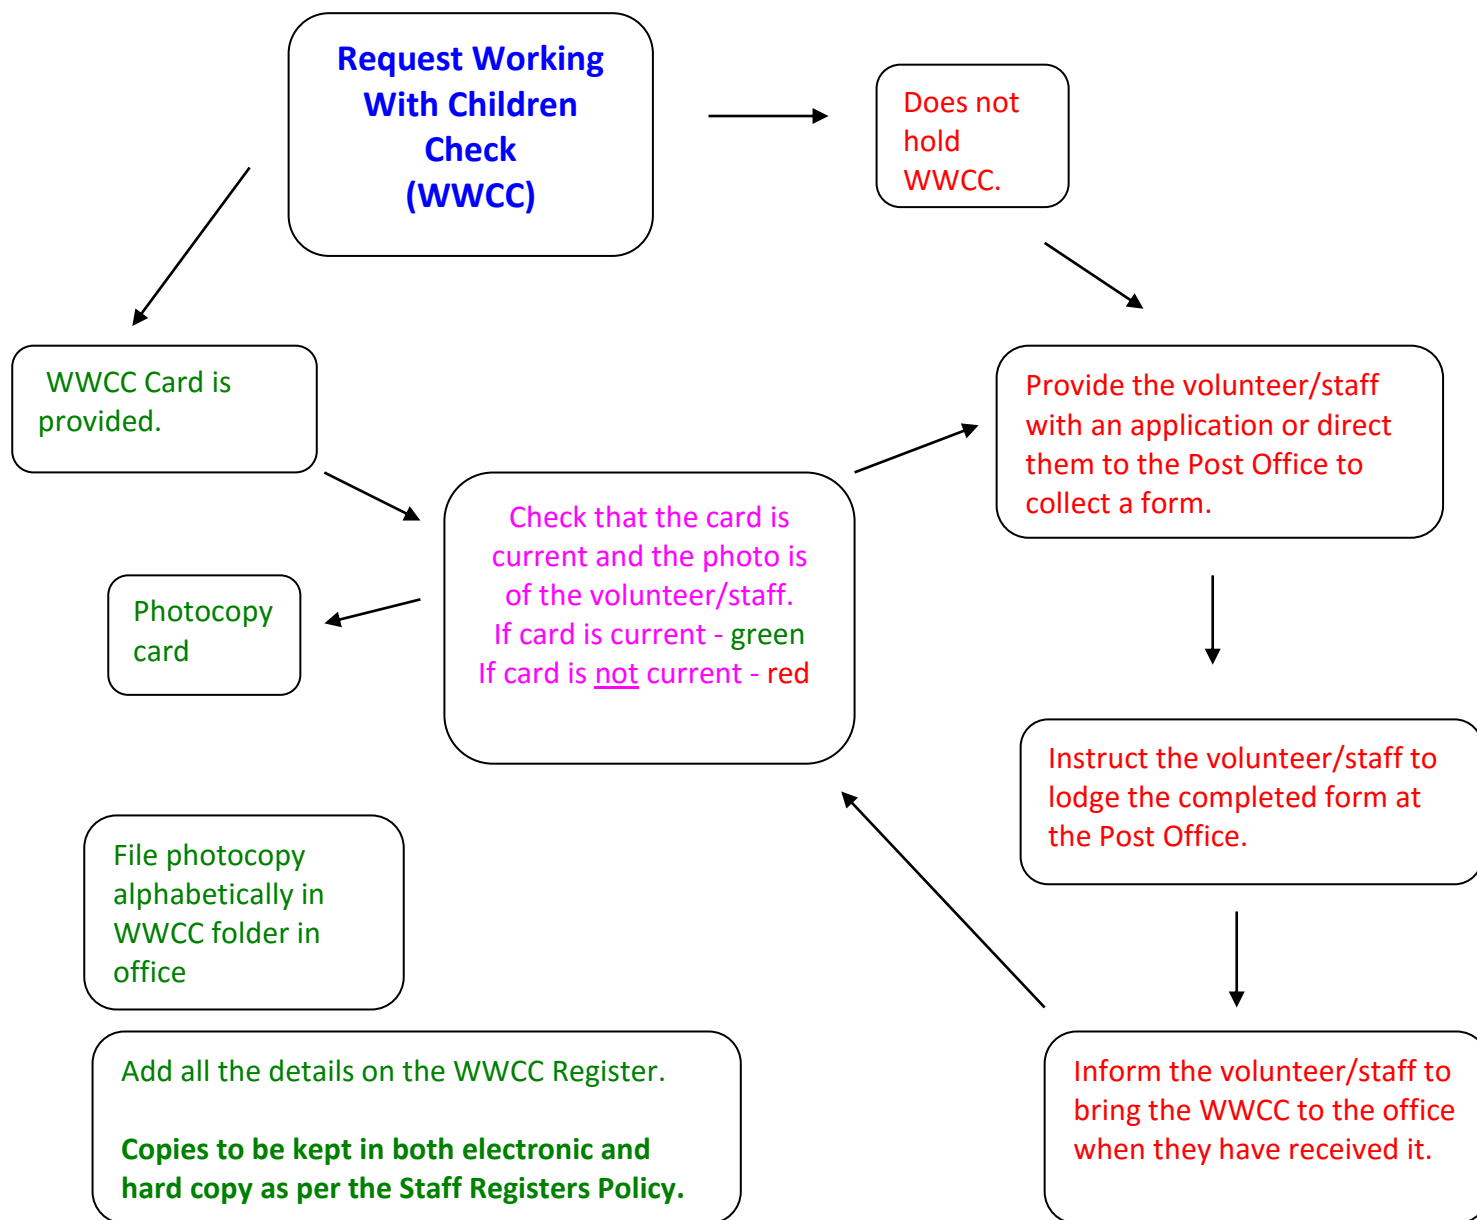 Request Working
With Children
Check
(WWCC)
Does not
hold
WWCC.
WWCC Card is
provided.
Provide the volunteer/staff
with an application or direct
them to the Post Office to
collect a form.
Check that the card is
current and the photo is
of the volunteer/staff.
If card is current - green
If card is not current - red
Photocopy
card
Instruct the volunteer/staff to
lodge the completed form at
the Post Office.
File photocopy
alphabetically in
WWCC folder in
office
Add all the details on the WWCC Register.
Copies to be kept in both electronic and
hard copy as per the Staff Registers Policy.
Inform the volunteer/staff to
bring the WWCC to the office
when they have received it.